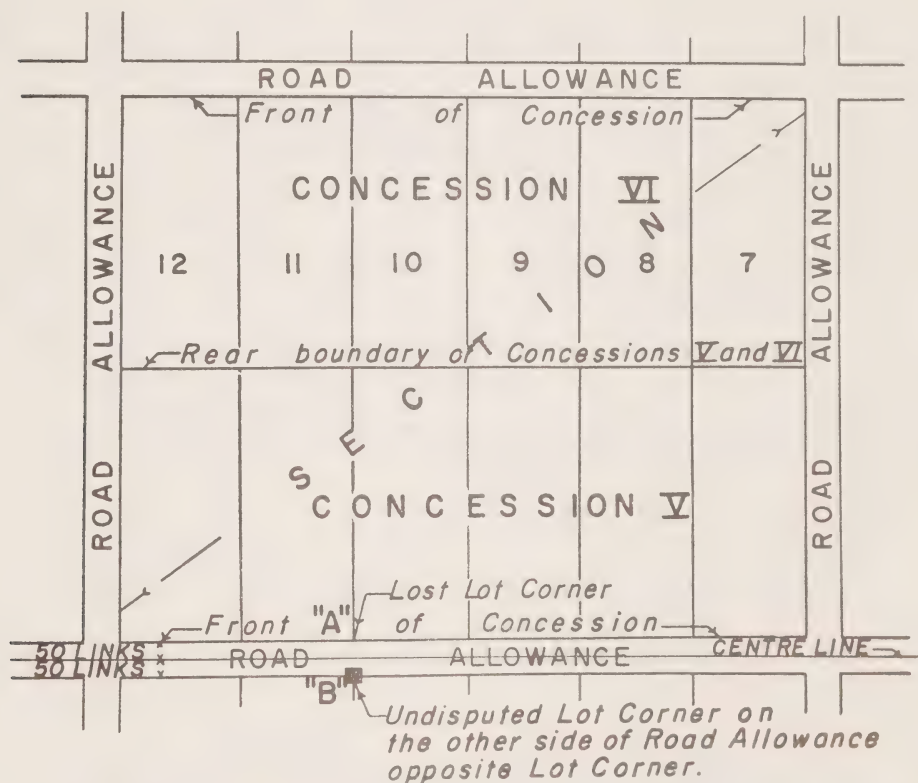 ROAD ALLOWANCE
Front of Concession
CONCESSION VI
12 11 10 9 8 7
Rear boundary of Concessions V and VI
SECTION
CONCESSION V
ROAD ALLOWANCE
ROAD ALLOWANCE
Lost Lot Corner
Front "A" of Concession
50 LINKS
50 LINKS
ROAD ALLOWANCE
CENTRE LINE
"B"
Undisputed Lot Corner on
the other side of Road Allowance
opposite Lot Corner.